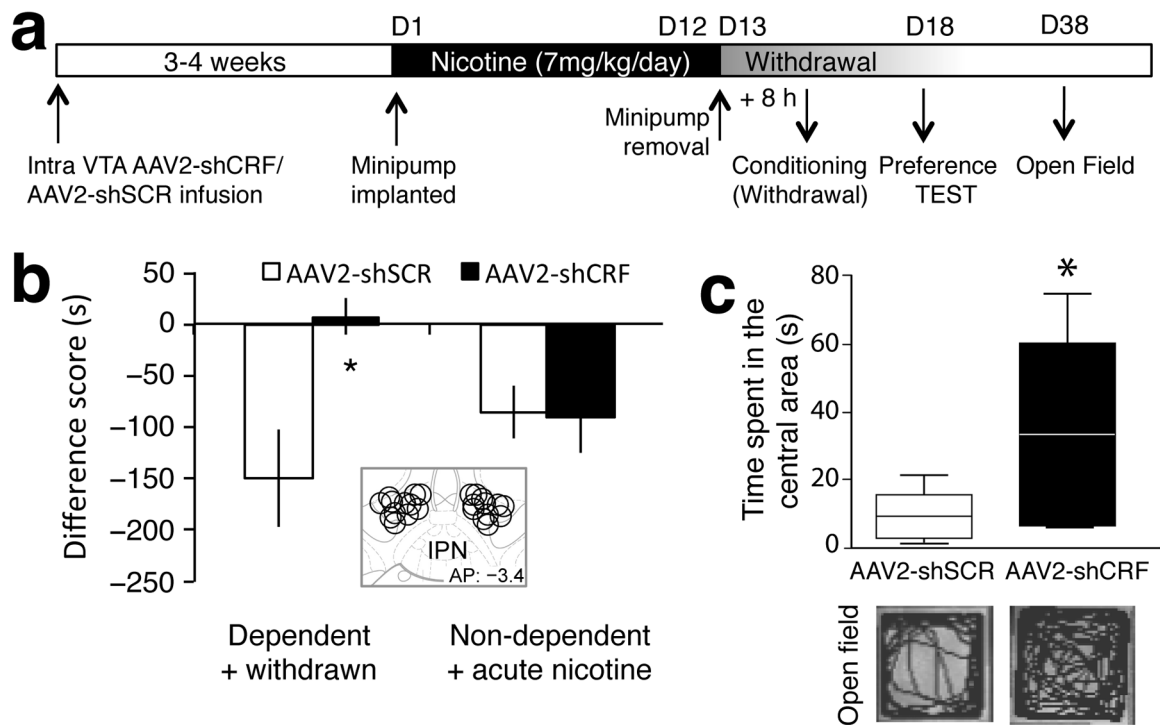 a
D1
D12 D13
D18
D38
3-4 weeks
Nicotine (7mg/kg/day)
Withdrawal
+ 8 h
Minipump
removal
Intra VTA AAV2-shCRF/
AAV2-shSCR infusion
Minipump
implanted
Conditioning
(Withdrawal)
Preference
TEST
Open Field
b
AAV2-shSCR
AAV2-shCRF
Difference score (s)
50
0
−50
−100
−150
−200
−250
*
IPN
AP: −3.4
Dependent
+ withdrawn
Non-dependent
+ acute nicotine
c
Time spent in the
central area (s)
80
60
40
20
0
*
AAV2-shSCR AAV2-shCRF
Open field